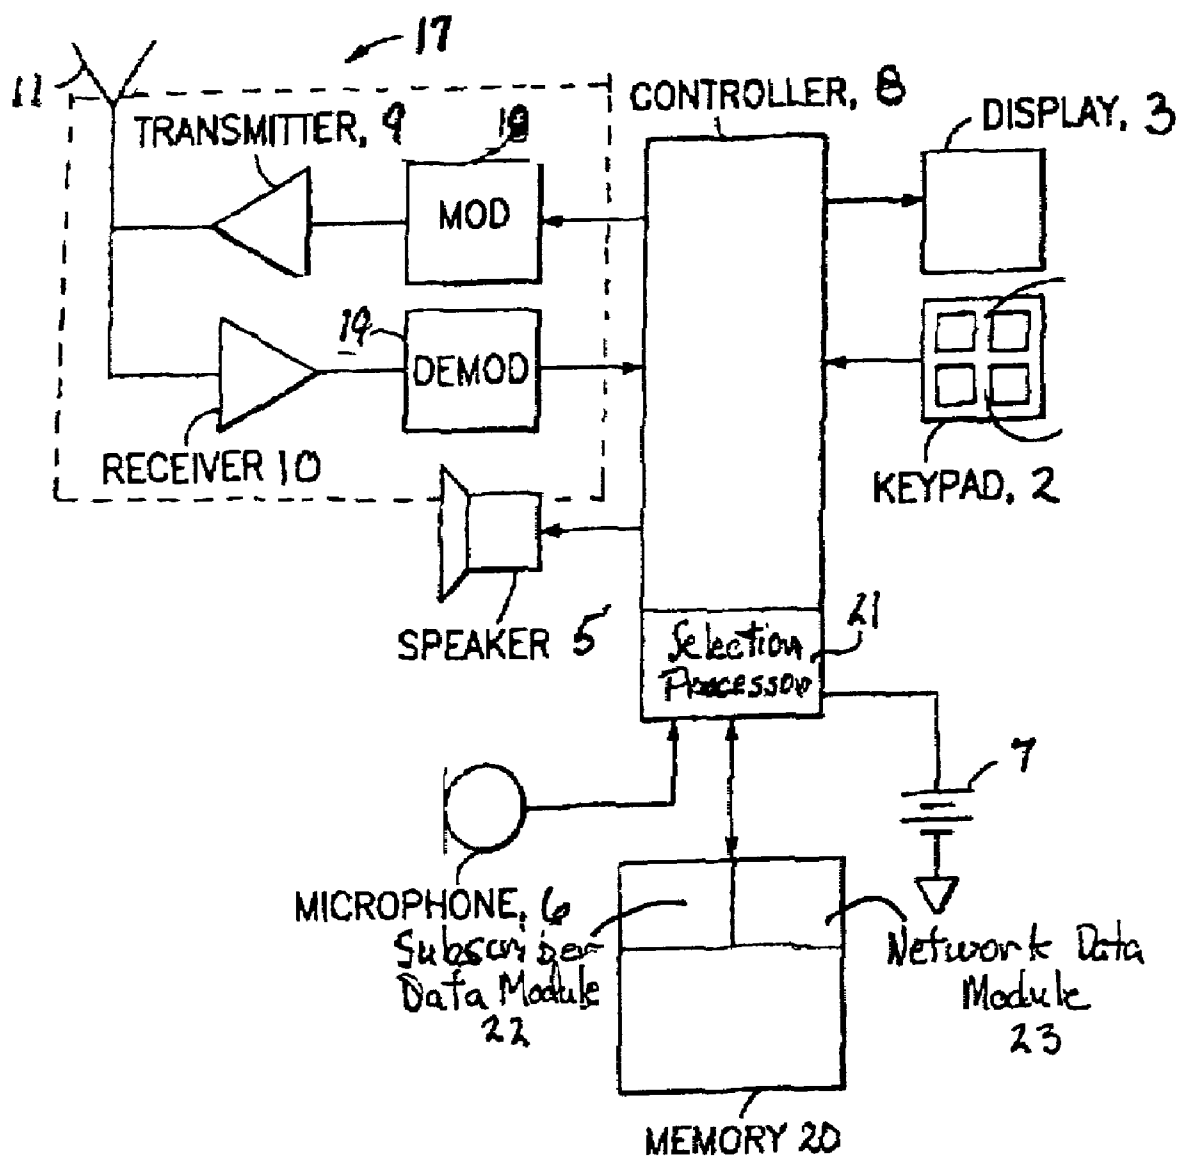 17
11
CONTROLLER, 8
DISPLAY, 3
TRANSMITTER, 9
18
MOD
19
DEMOD
RECEIVER 10
KEYPAD, 2
SPEAKER 5
21
Selection
Processor
7
MICROPHONE, 6
Subscriber
Data Module
22
Network Data
Module
23
MEMORY 20